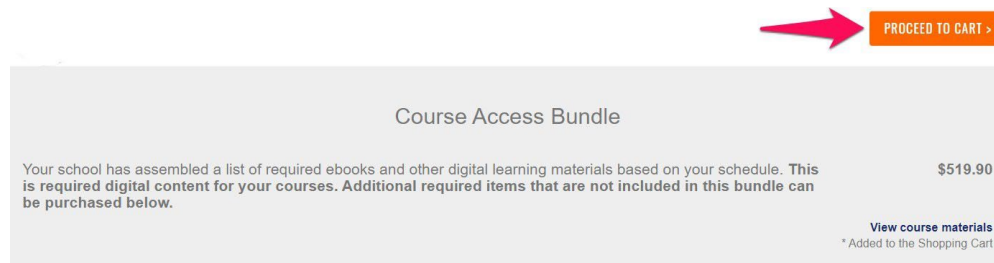 PROCEED TO CART >
Course Access Bundle
Your school has assembled a list of required ebooks and other digital learning materials based on your schedule. This
is required digital content for your courses. Additional required items that are not included in this bundle can
be purchased below.
$519.90
View course materials
* Added to the Shopping Cart